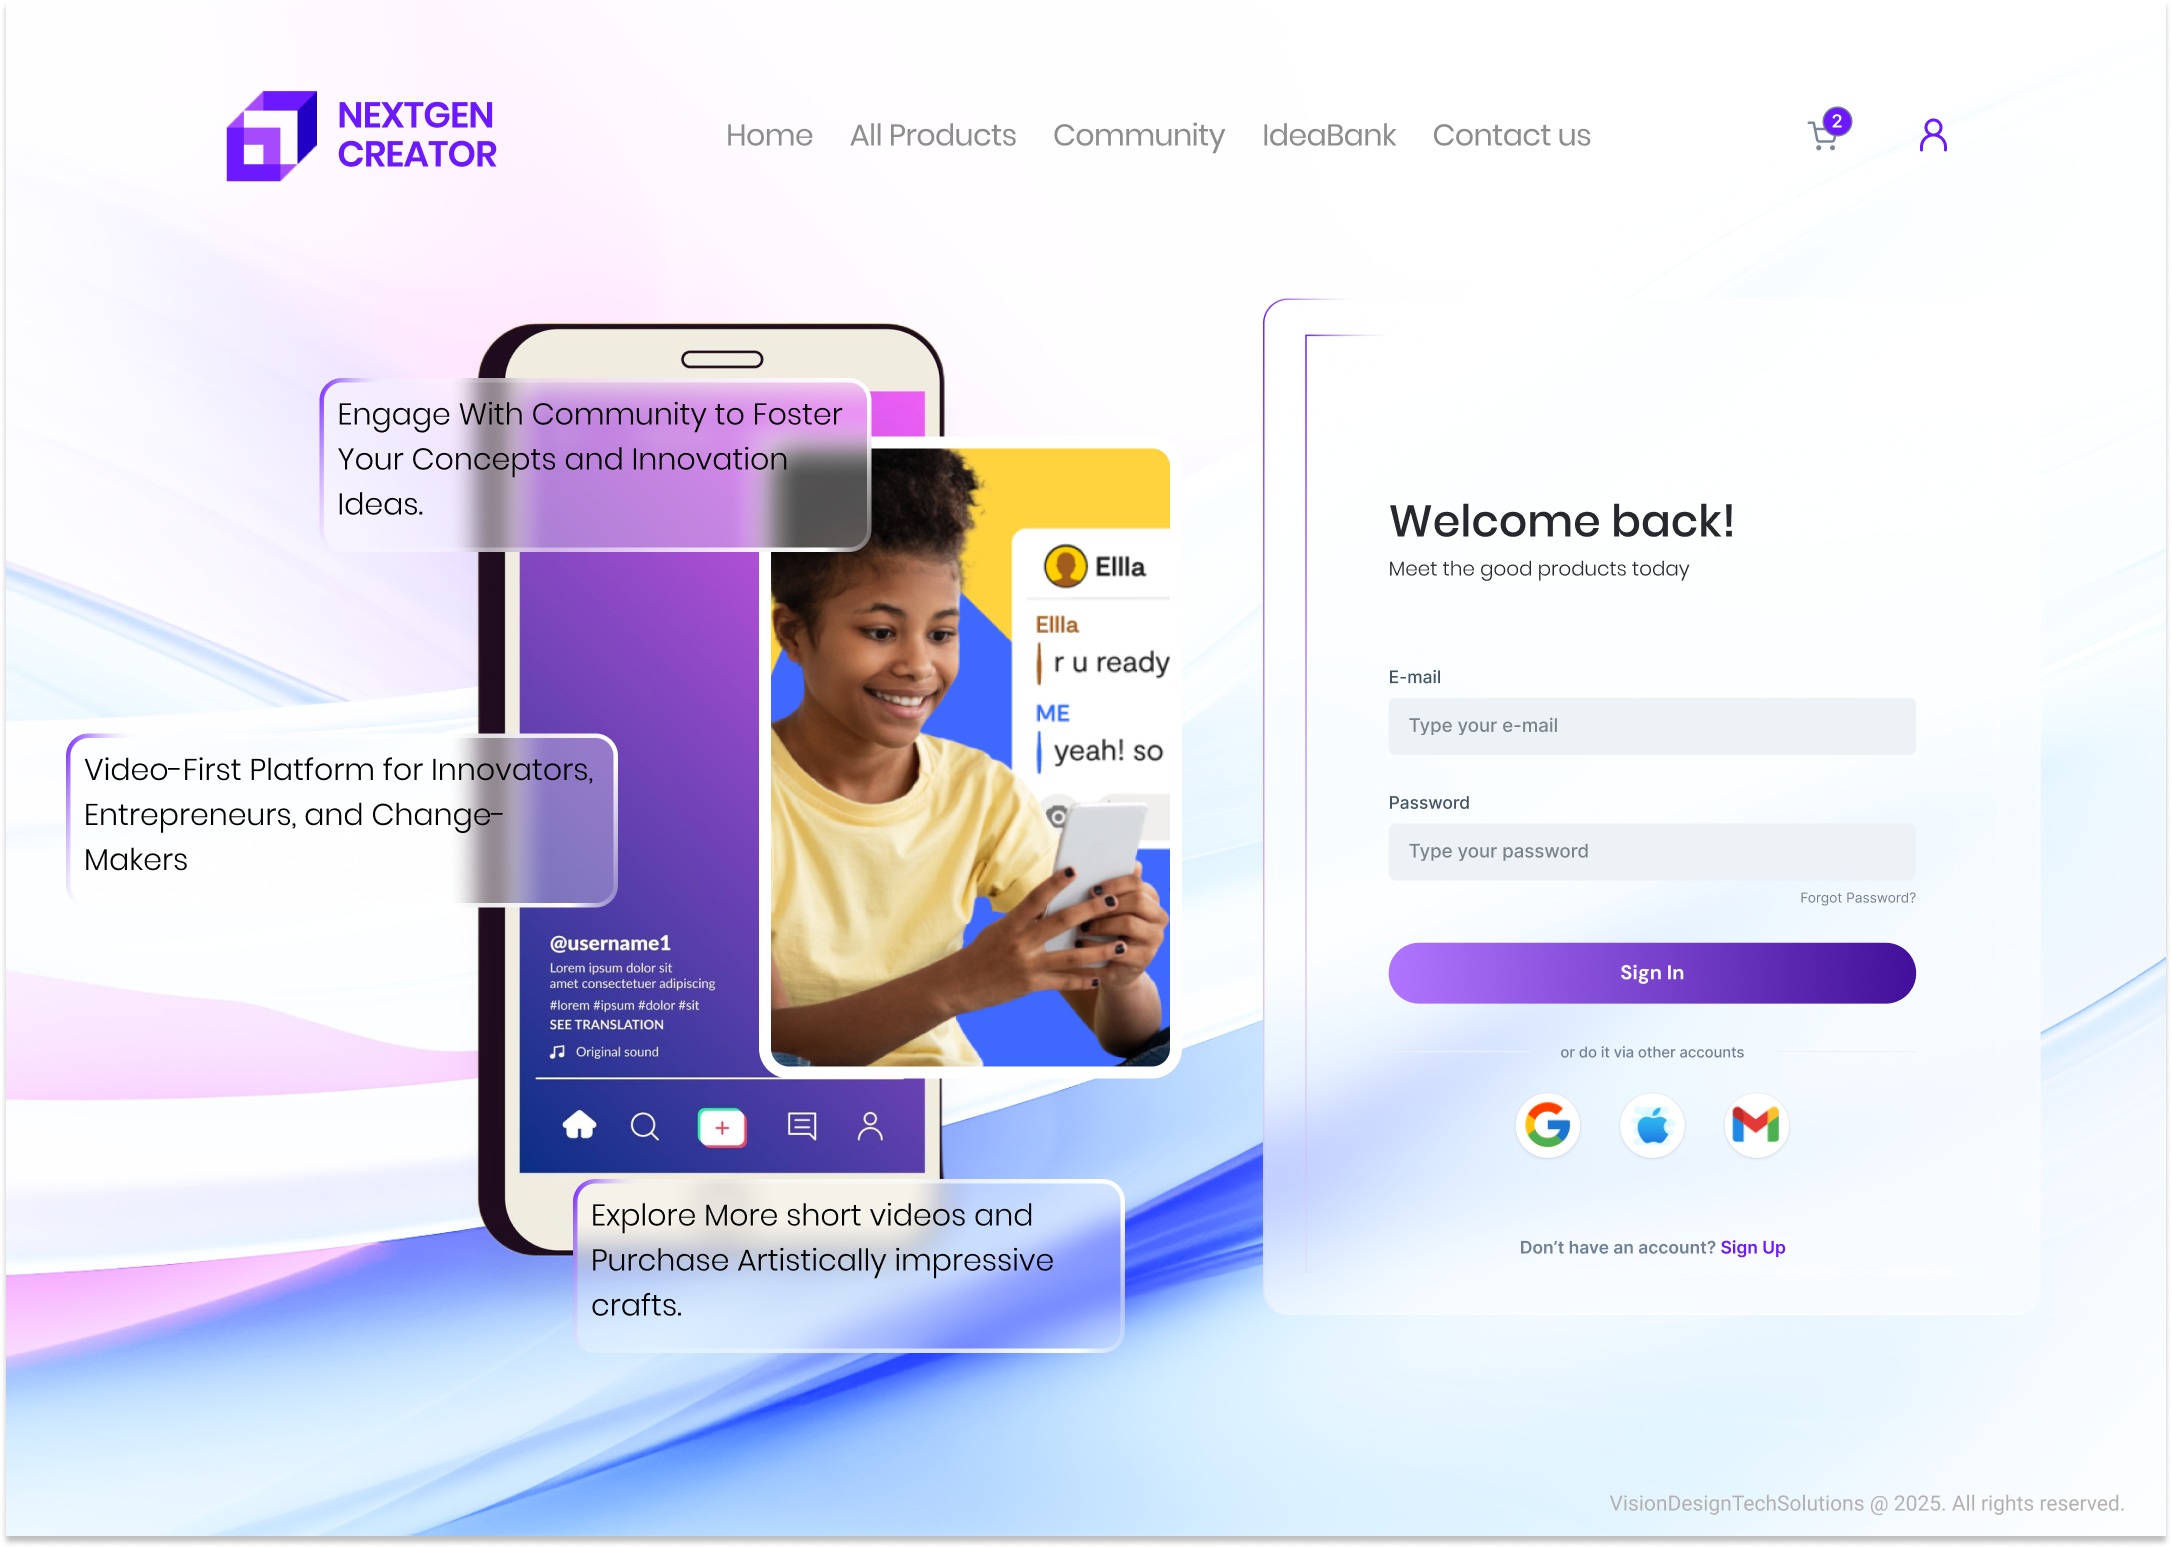 NEXTGEN
CREATOR
Home
All Products
Community
IdeaBank
Contact us
2
Engage With Community to Foster
Your Concepts and Innovation
Ideas.
Ellla
Ellla
r u ready
ME
yeah! so
Video-First Platform for Innovators,
Entrepreneurs, and Change-
Makers
@username1
Lorem ipsum dolor sit
amet consectetuer adipiscing
#lorem #ipsum #dolor #sit
SEE TRANSLATION
Original sound
Explore More short videos and
Purchase Artistically impressive
crafts.
Welcome back!
Meet the good products today
E-mail
Type your e-mail
Password
Type your password
Forgot Password?
Sign In
or do it via other accounts
Don’t have an account? Sign Up
VisionDesignTechSolutions @ 2025. All rights reserved.